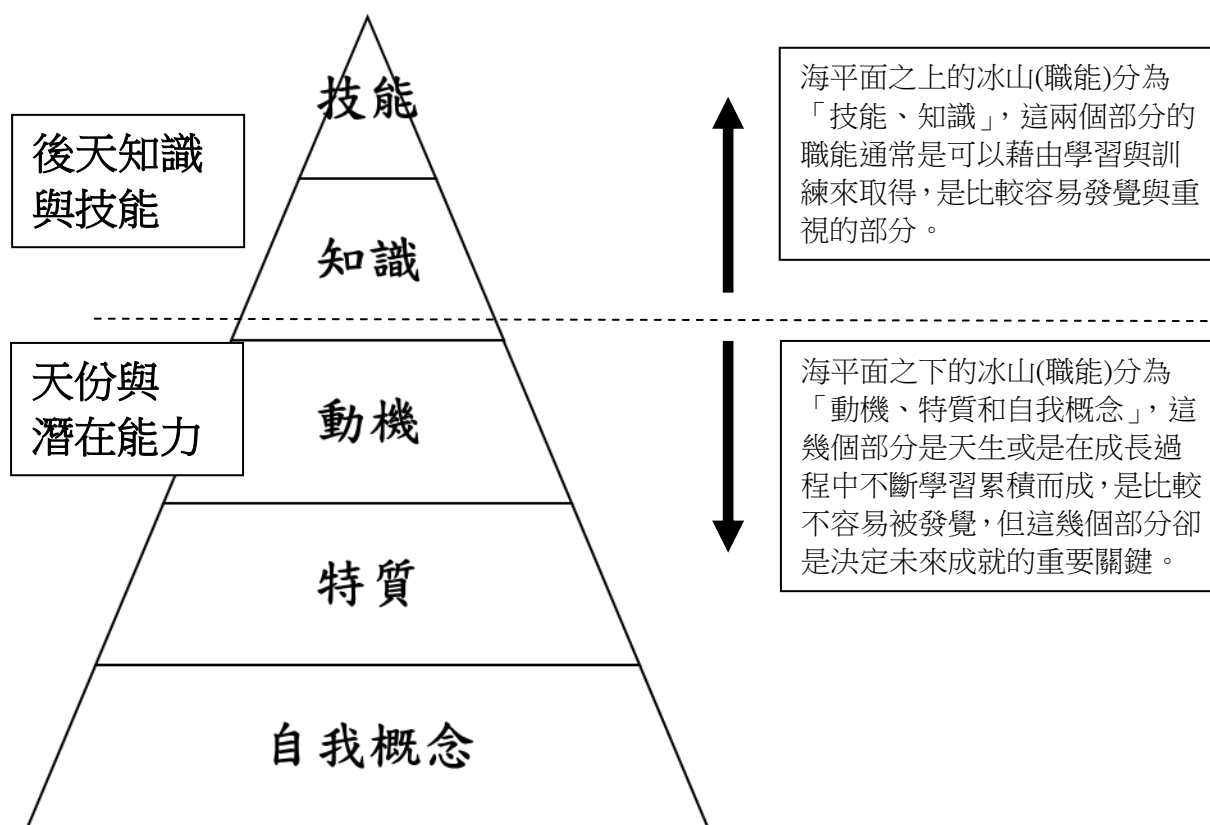 技能
後天知識
與技能
知識
海平面之上的冰山(職能)分為
「技能、知識」，這兩個部分的
職能通常是可以藉由學習與訓
練來取得，是比較容易發覺與重
視的部分。
天份與
潛在能力
動機
特質
自我概念
海平面之下的冰山(職能)分為
「動機、特質和自我概念」，這
幾個部分是天生或是在成長過
程中不斷學習累積而成，是比較
不容易被發覺，但這幾個部分卻
是決定未來成就的重要關鍵。